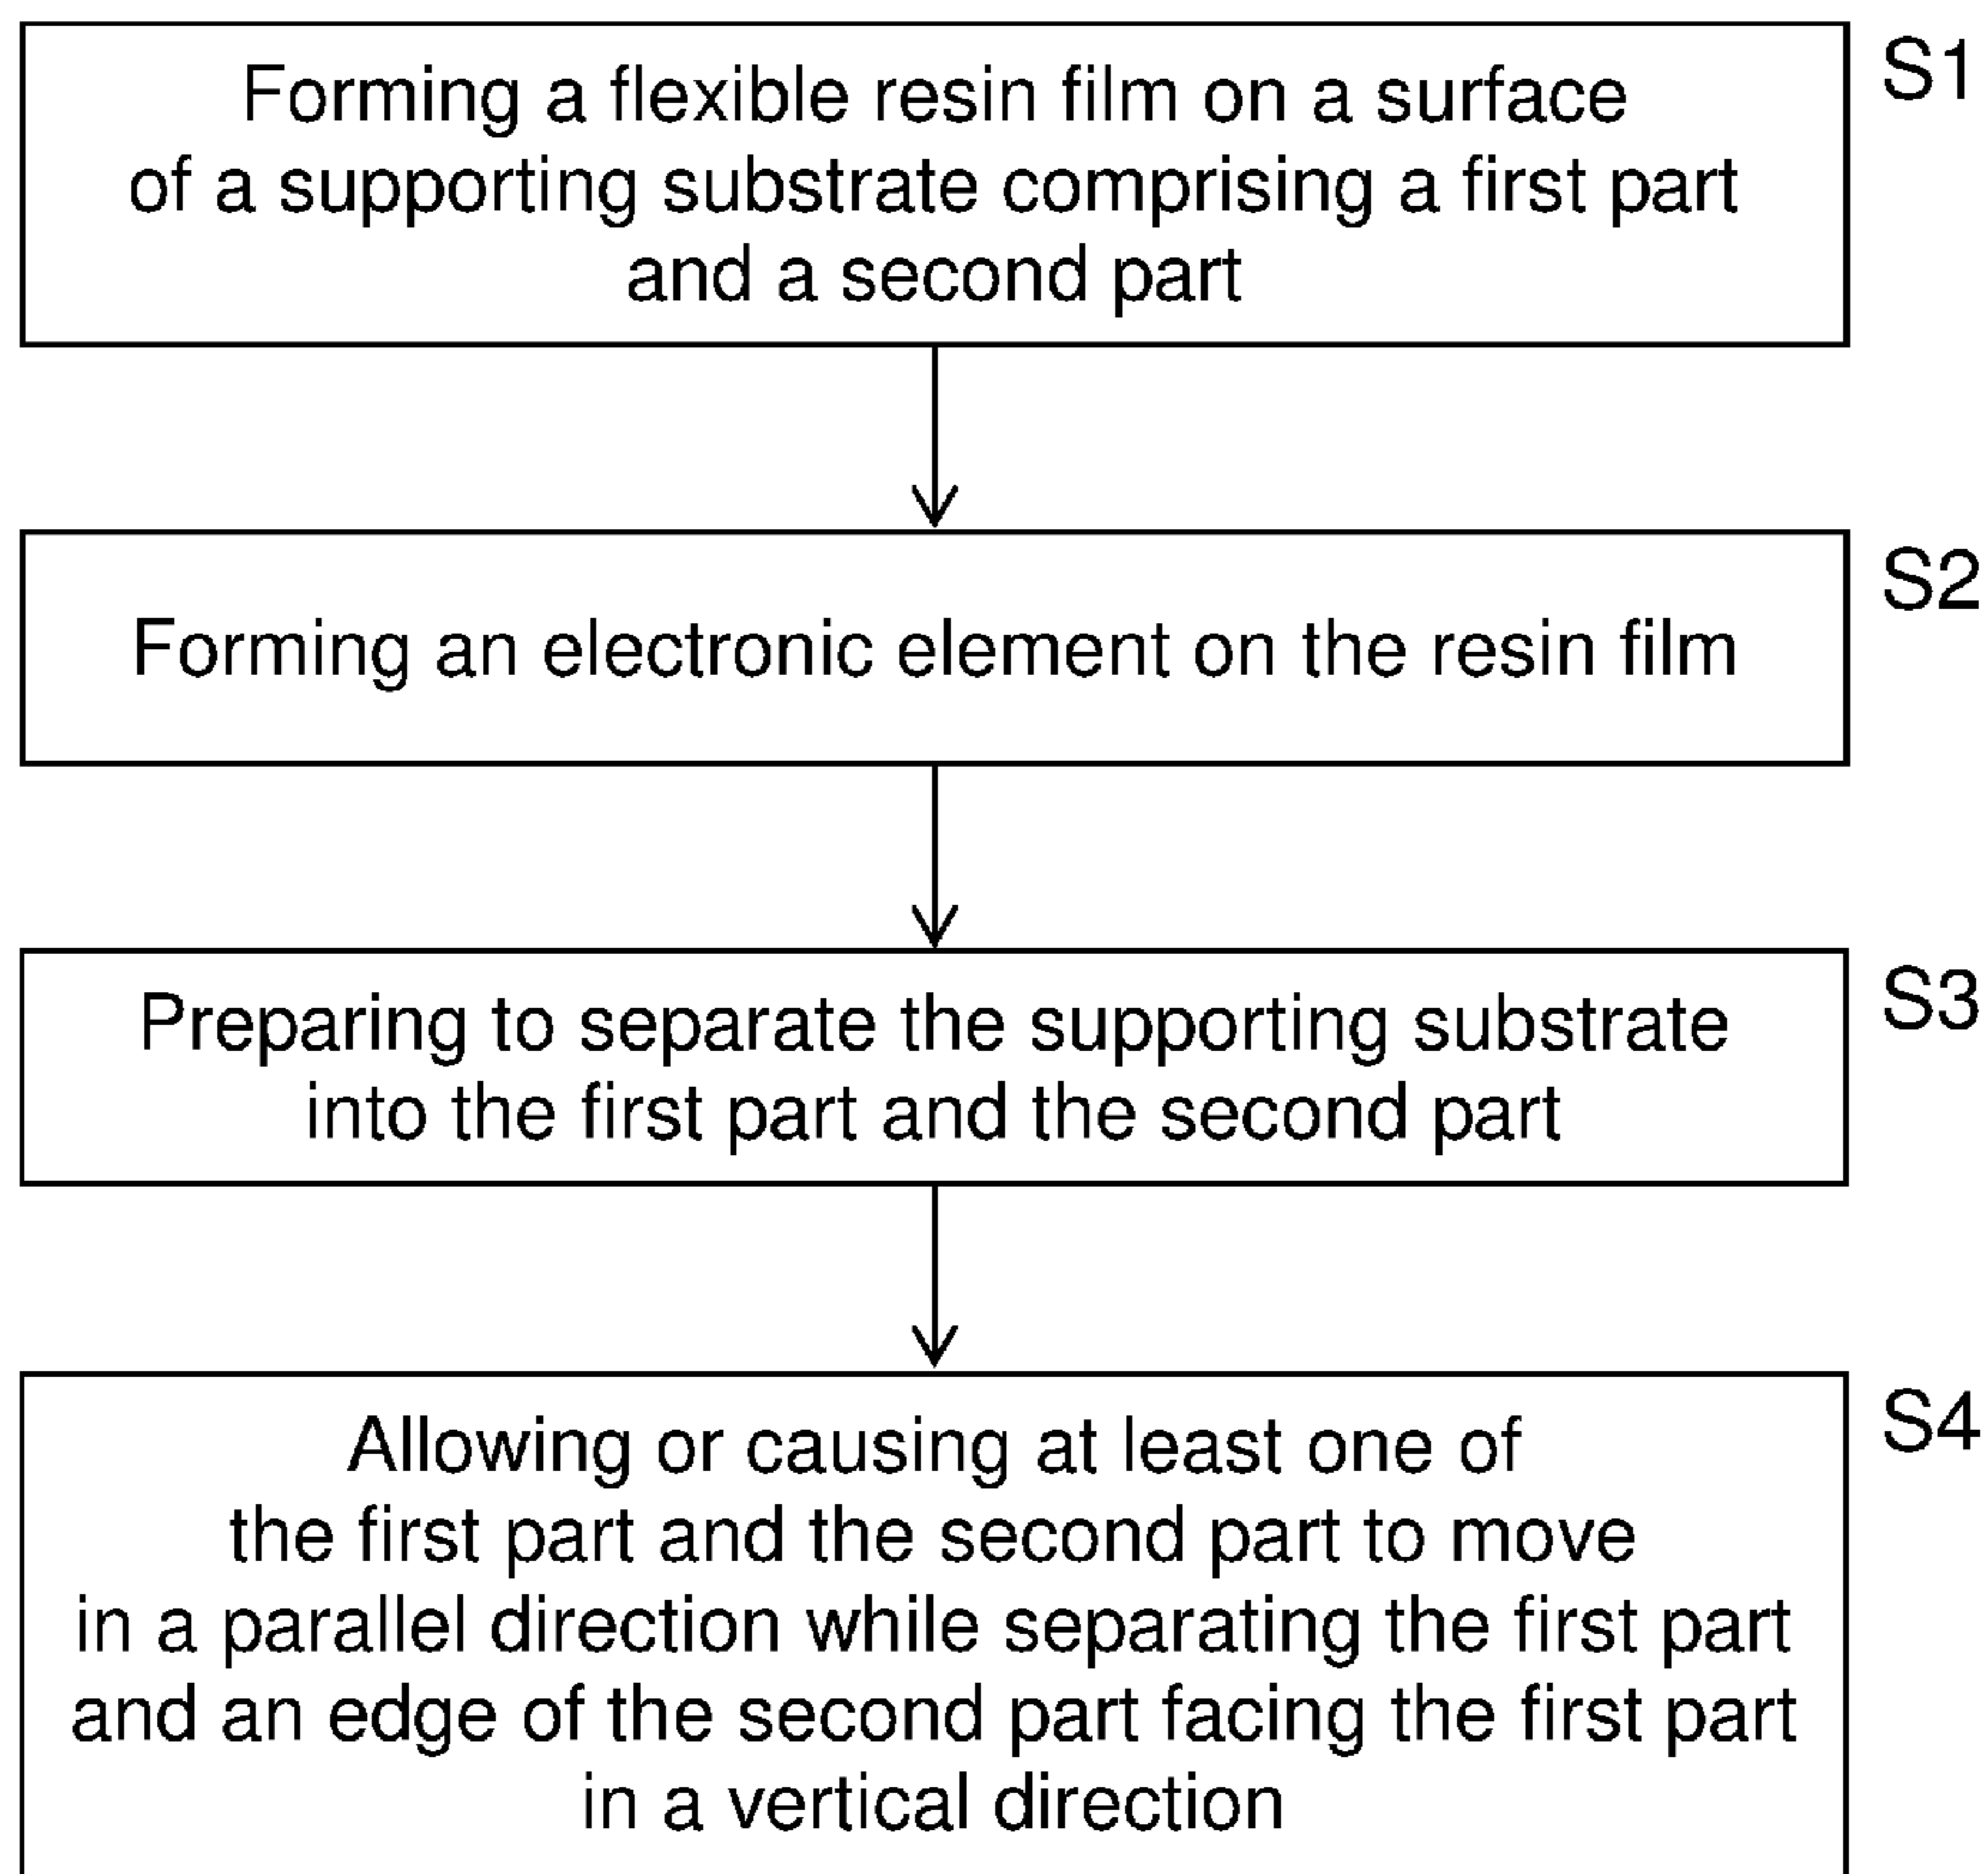 Forming a flexible resin film on a surface
of a supporting substrate comprising a first part
and a second part
S1
Forming an electronic element on the resin film
S2
Preparing to separate the supporting substrate
into the first part and the second part
S3
Allowing or causing at least one of
the first part and the second part to move
in a parallel direction while separating the first part
and an edge of the second part facing the first part
in a vertical direction
S4